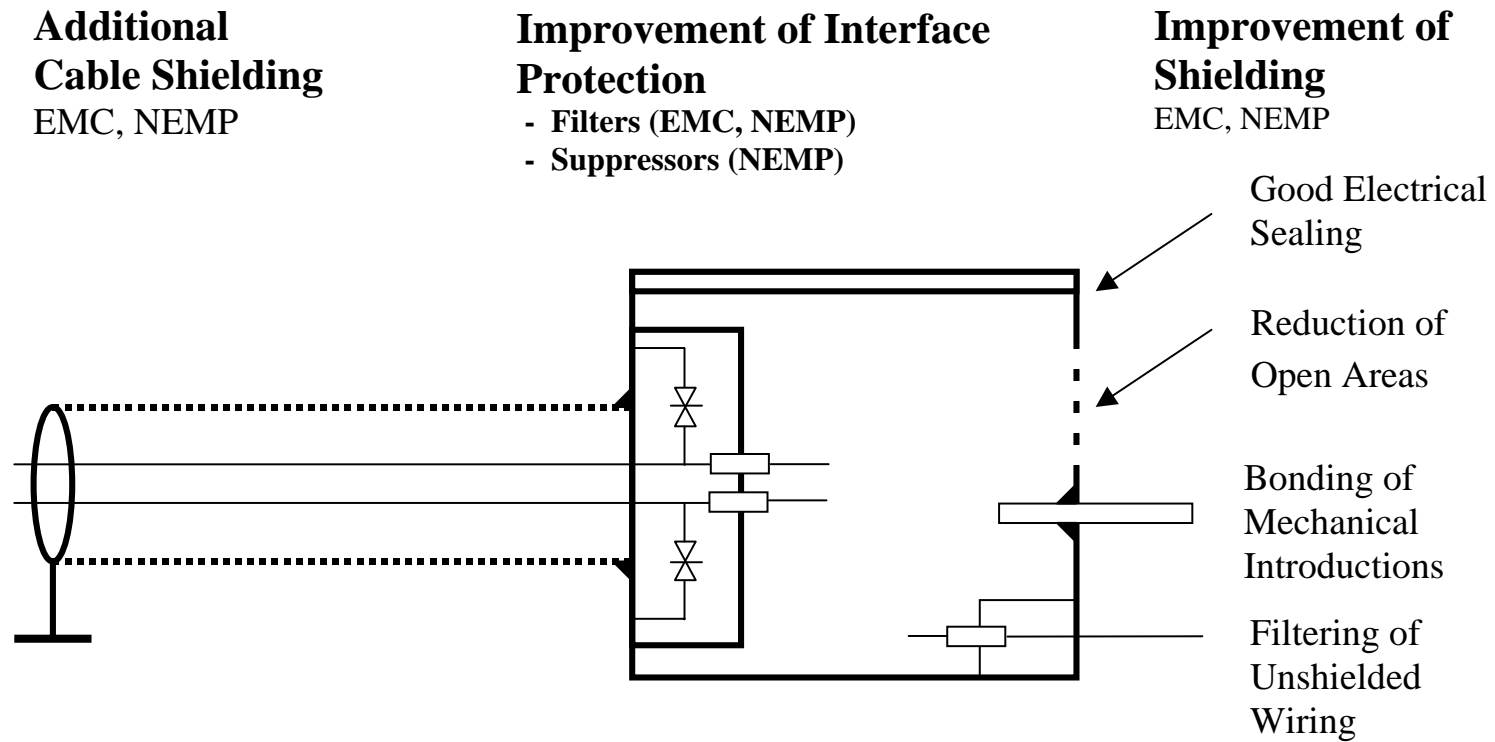 Additional
Cable Shielding
EMC, NEMP
Improvement of Interface
Protection
- Filters (EMC, NEMP)
- Suppressors (NEMP)
Improvement of
Shielding
EMC, NEMP
Good Electrical
Sealing
Reduction of
Open Areas
Bonding of
Mechanical
Introductions
Filtering of
Unshielded
Wiring